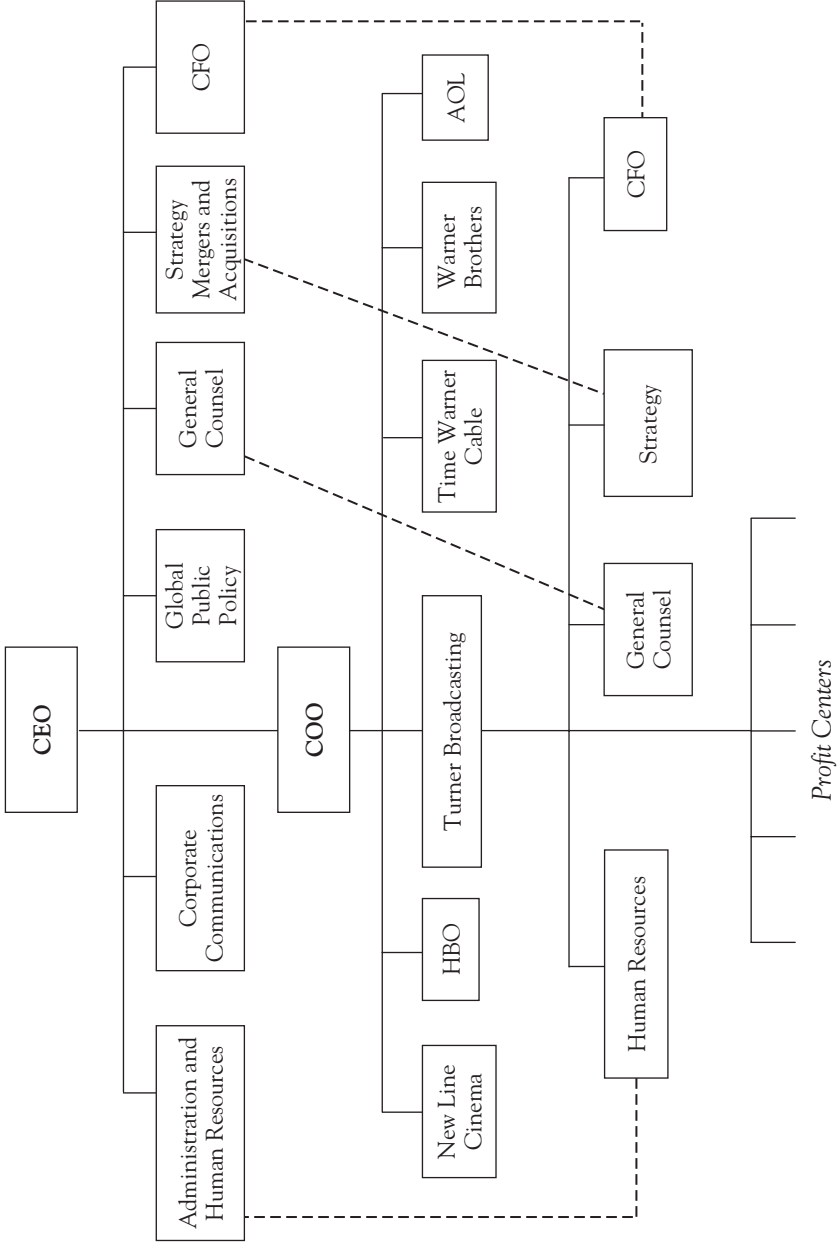 CEO
Administration and
Human Resources
Corporate
Communications
Global
Public
Policy
General
Counsel
Strategy
Mergers and
Acquisitions
CFO
COO
New Line
Cinema
HBO
Turner Broadcasting
Time Warner
Cable
Warner
Brothers
AOL
Human Resources
General
Counsel
Strategy
CFO
Profit Centers